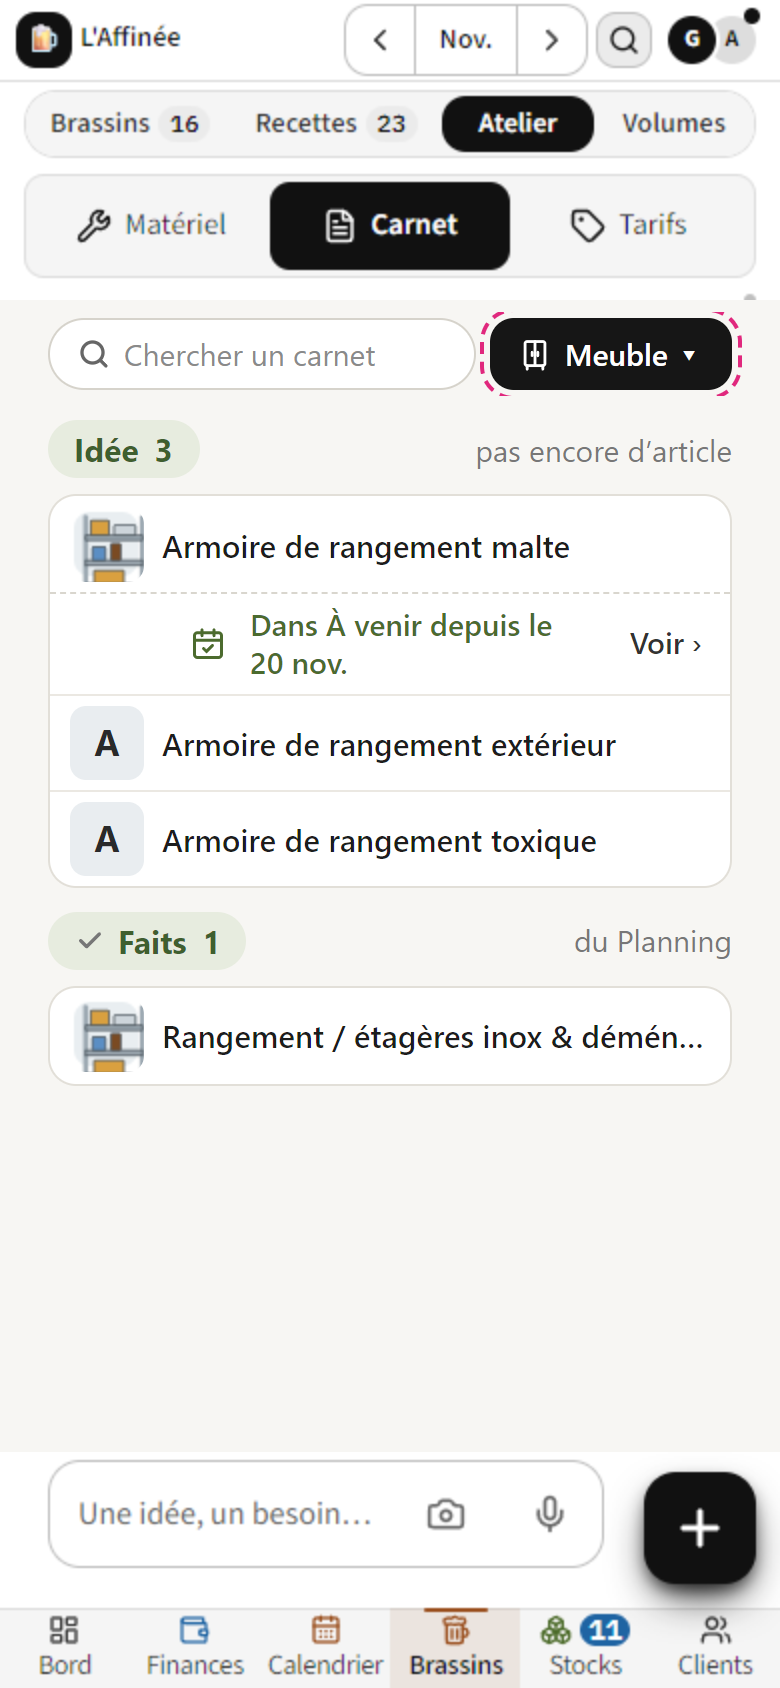 L'Affinée
Nov.
G
A
Brassins 16
Recettes 23
Atelier
Volumes
Matériel
Carnet
Tarifs
Chercher un carnet
Meuble ▾
Idée 3
pas encore d’article
Armoire de rangement malte
Dans À venir depuis le
20 nov.
Voir ›
A
Armoire de rangement extérieur
A
Armoire de rangement toxique
Faits 1
du Planning
Rangement / étagères inox & démén…
Une idée, un besoin…
Bord
Finances
Calendrier
Brassins
11
Stocks
Clients